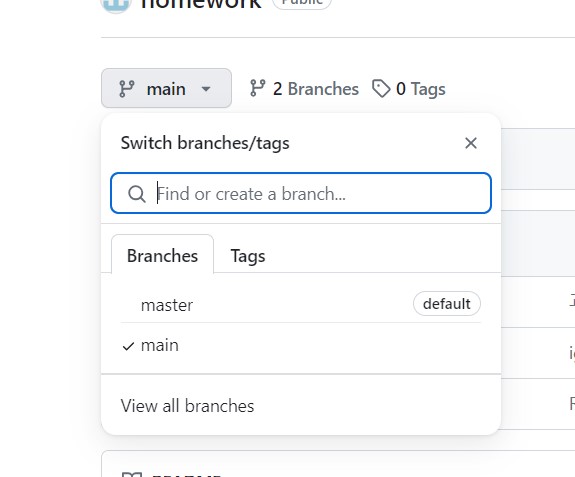 homework Public
main 2 Branches 0 Tags
Switch branches/tags
Find or create a branch...
Branches Tags
master default
main
View all branches